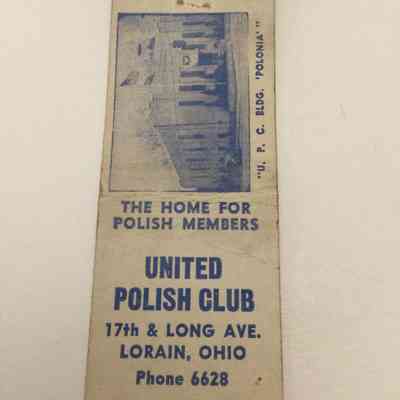 "U. P. C. BLDG. 'POLONIA'"
THE HOME FOR
POLISH MEMBERS
UNITED
POLISH CLUB
17th & LONG AVE.
LORAIN, OHIO
Phone 6628